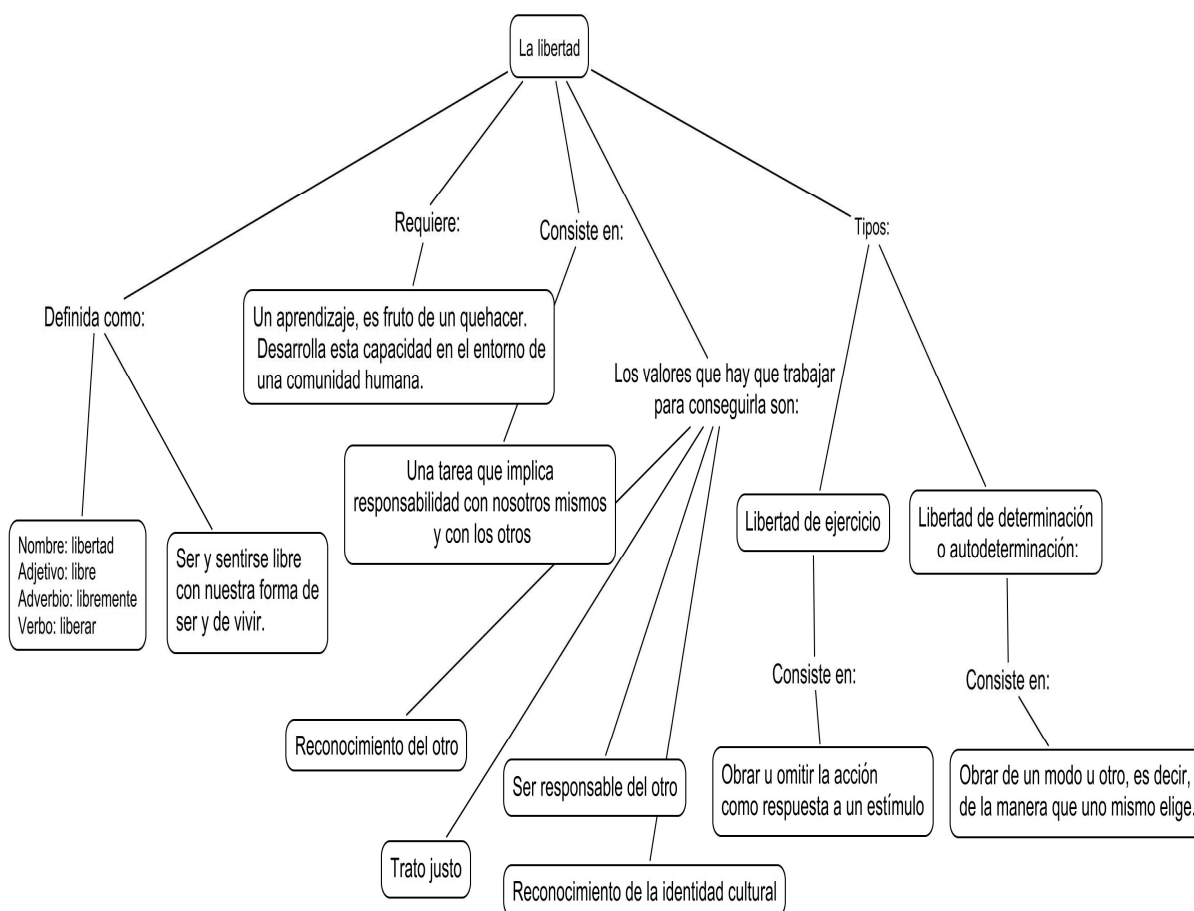 La libertad
Requiere:
Consiste en:
Tipos:
Definida como:
Un aprendizaje, es fruto de un quehacer.
Desarrolla esta capacidad en el entorno de
una comunidad humana.
Los valores que hay que trabajar
para conseguirla son:
Una tarea que implica
responsabilidad con nosotros mismos
y con los otros
Nombre: libertad
Adjetivo: libre
Adverbio: libremente
Verbo: liberar
Ser y sentirse libre
con nuestra forma de
ser y de vivir.
Libertad de ejercicio
Libertad de determinación
o autodeterminación:
Consiste en:
Consiste en:
Reconocimiento del otro
Ser responsable del otro
Obrar u omitir la acción
como respuesta a un estímulo
Obrar de un modo u otro, es decir,
de la manera que uno mismo elige.
Trato justo
Reconocimiento de la identidad cultural